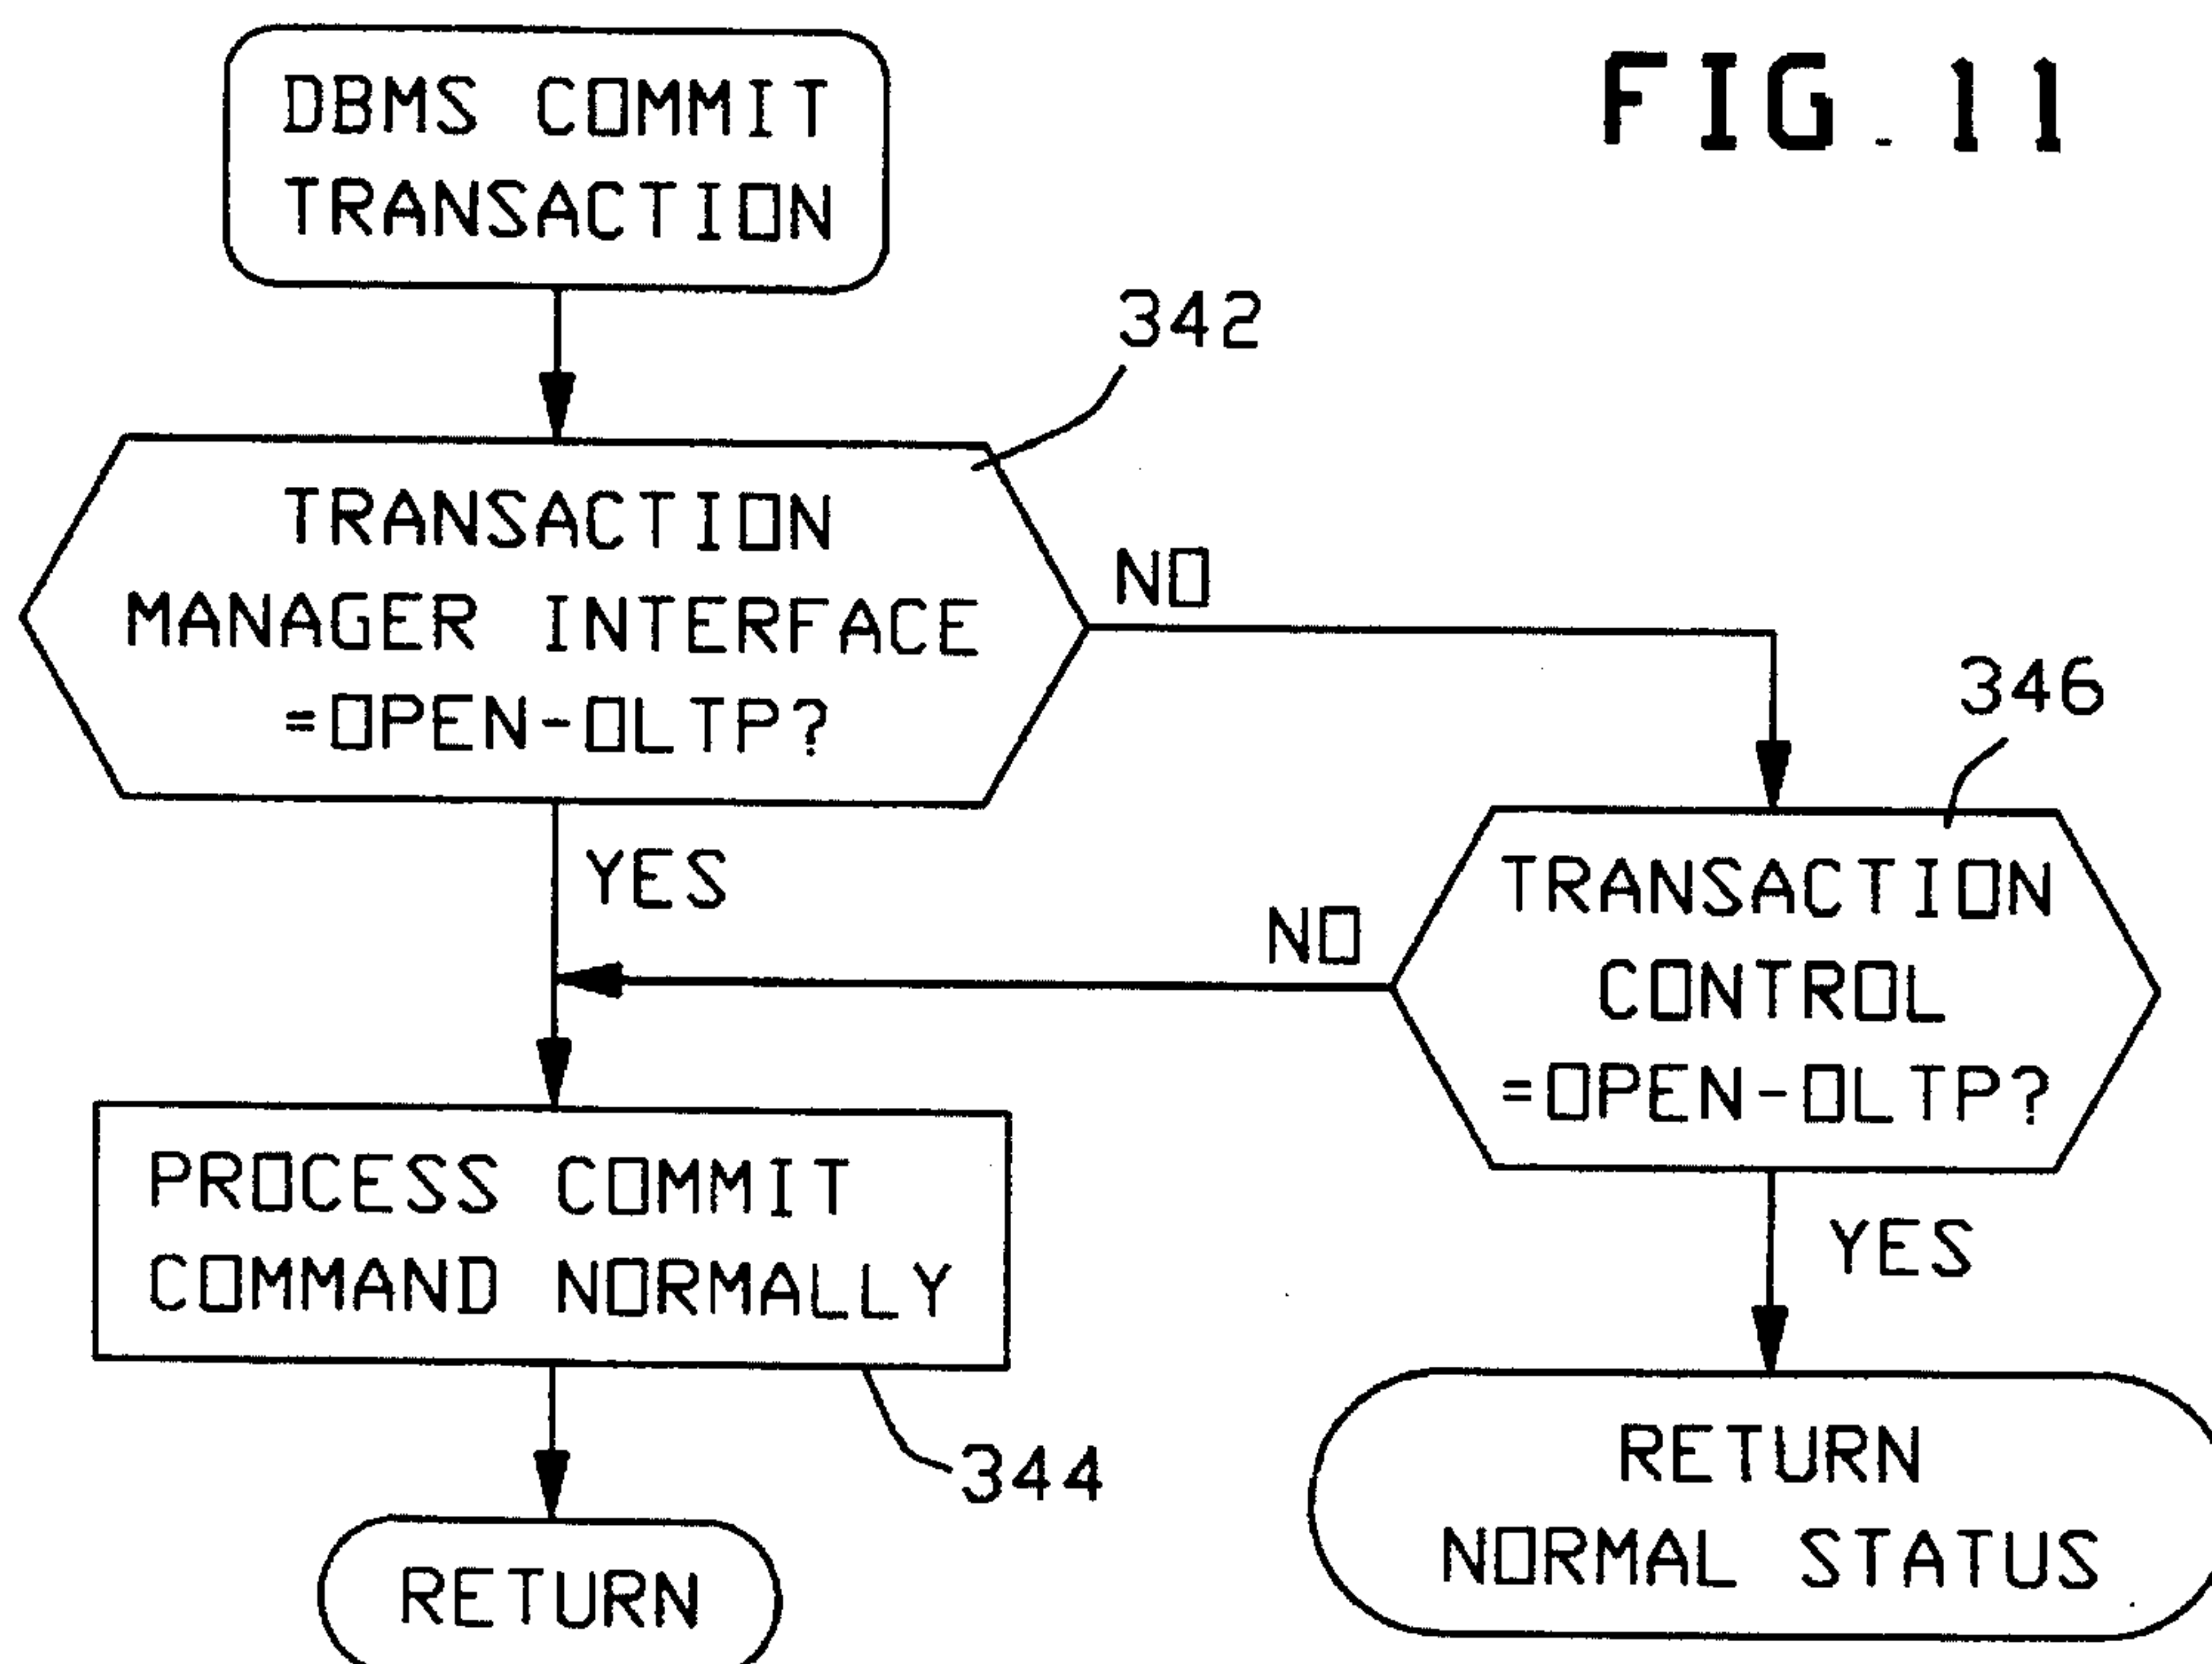 FIG. 11
DBMS COMMIT
TRANSACTION
342
TRANSACTION
MANAGER INTERFACE
=OPEN-OLTP?
NO
YES
346
TRANSACTION
CONTROL
=OPEN-OLTP?
NO
YES
PROCESS COMMIT
COMMAND NORMALLY
344
RETURN
RETURN
NORMAL STATUS